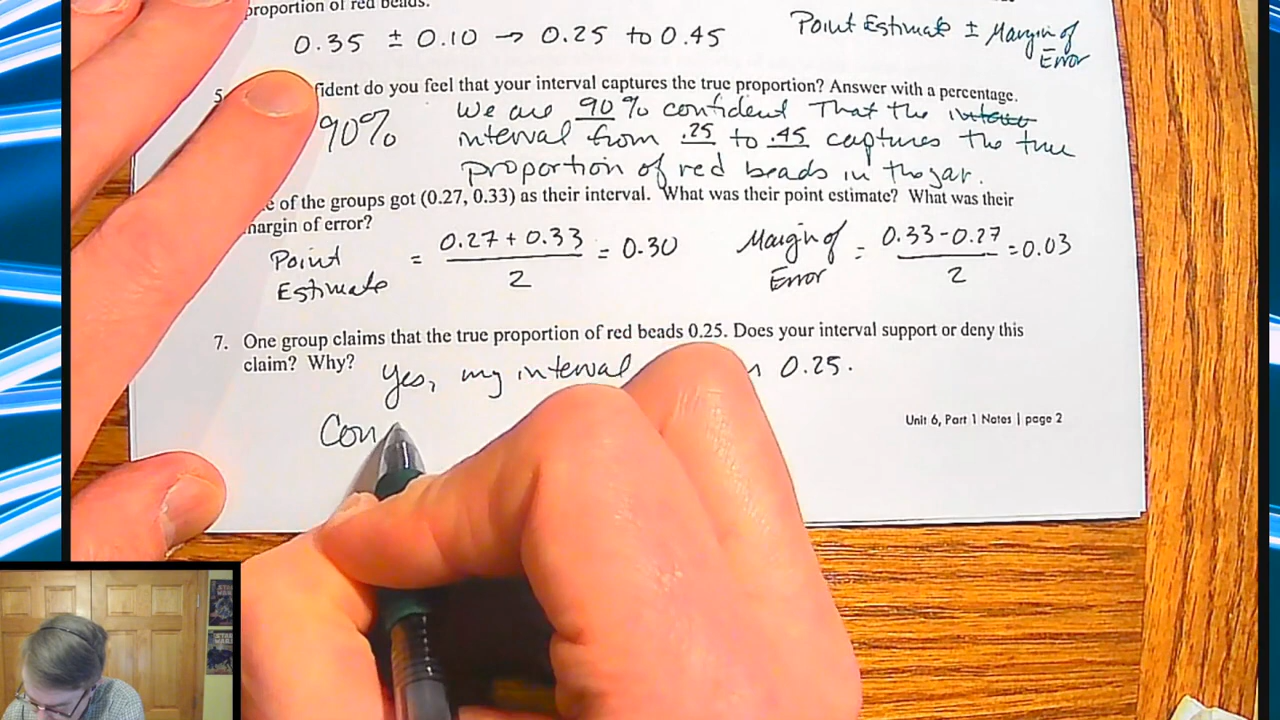 proportion of red beads.
0.35 ± 0.10 → 0.25 to 0.45
Point Estimate ± Margin of
Error
5. fident do you feel that your interval captures the true proportion? Answer with a percentage.
90%
We are 90% confident that the
interval from .25 to .45 captures the true
proportion of red beads in the jar.
of the groups got (0.27, 0.33) as their interval. What was their point estimate? What was their
margin of error?
Point
Estimate = 0.27 + 0.33 / 2 = 0.30
Margin of
Error = 0.33 - 0.27 / 2 = 0.03
7. One group claims that the true proportion of red beads 0.25. Does your interval support or deny this
claim? Why?
Yes, my interval 0.25.
Con
Unit 6, Part 1 Notes | page 2
STAR
WARS